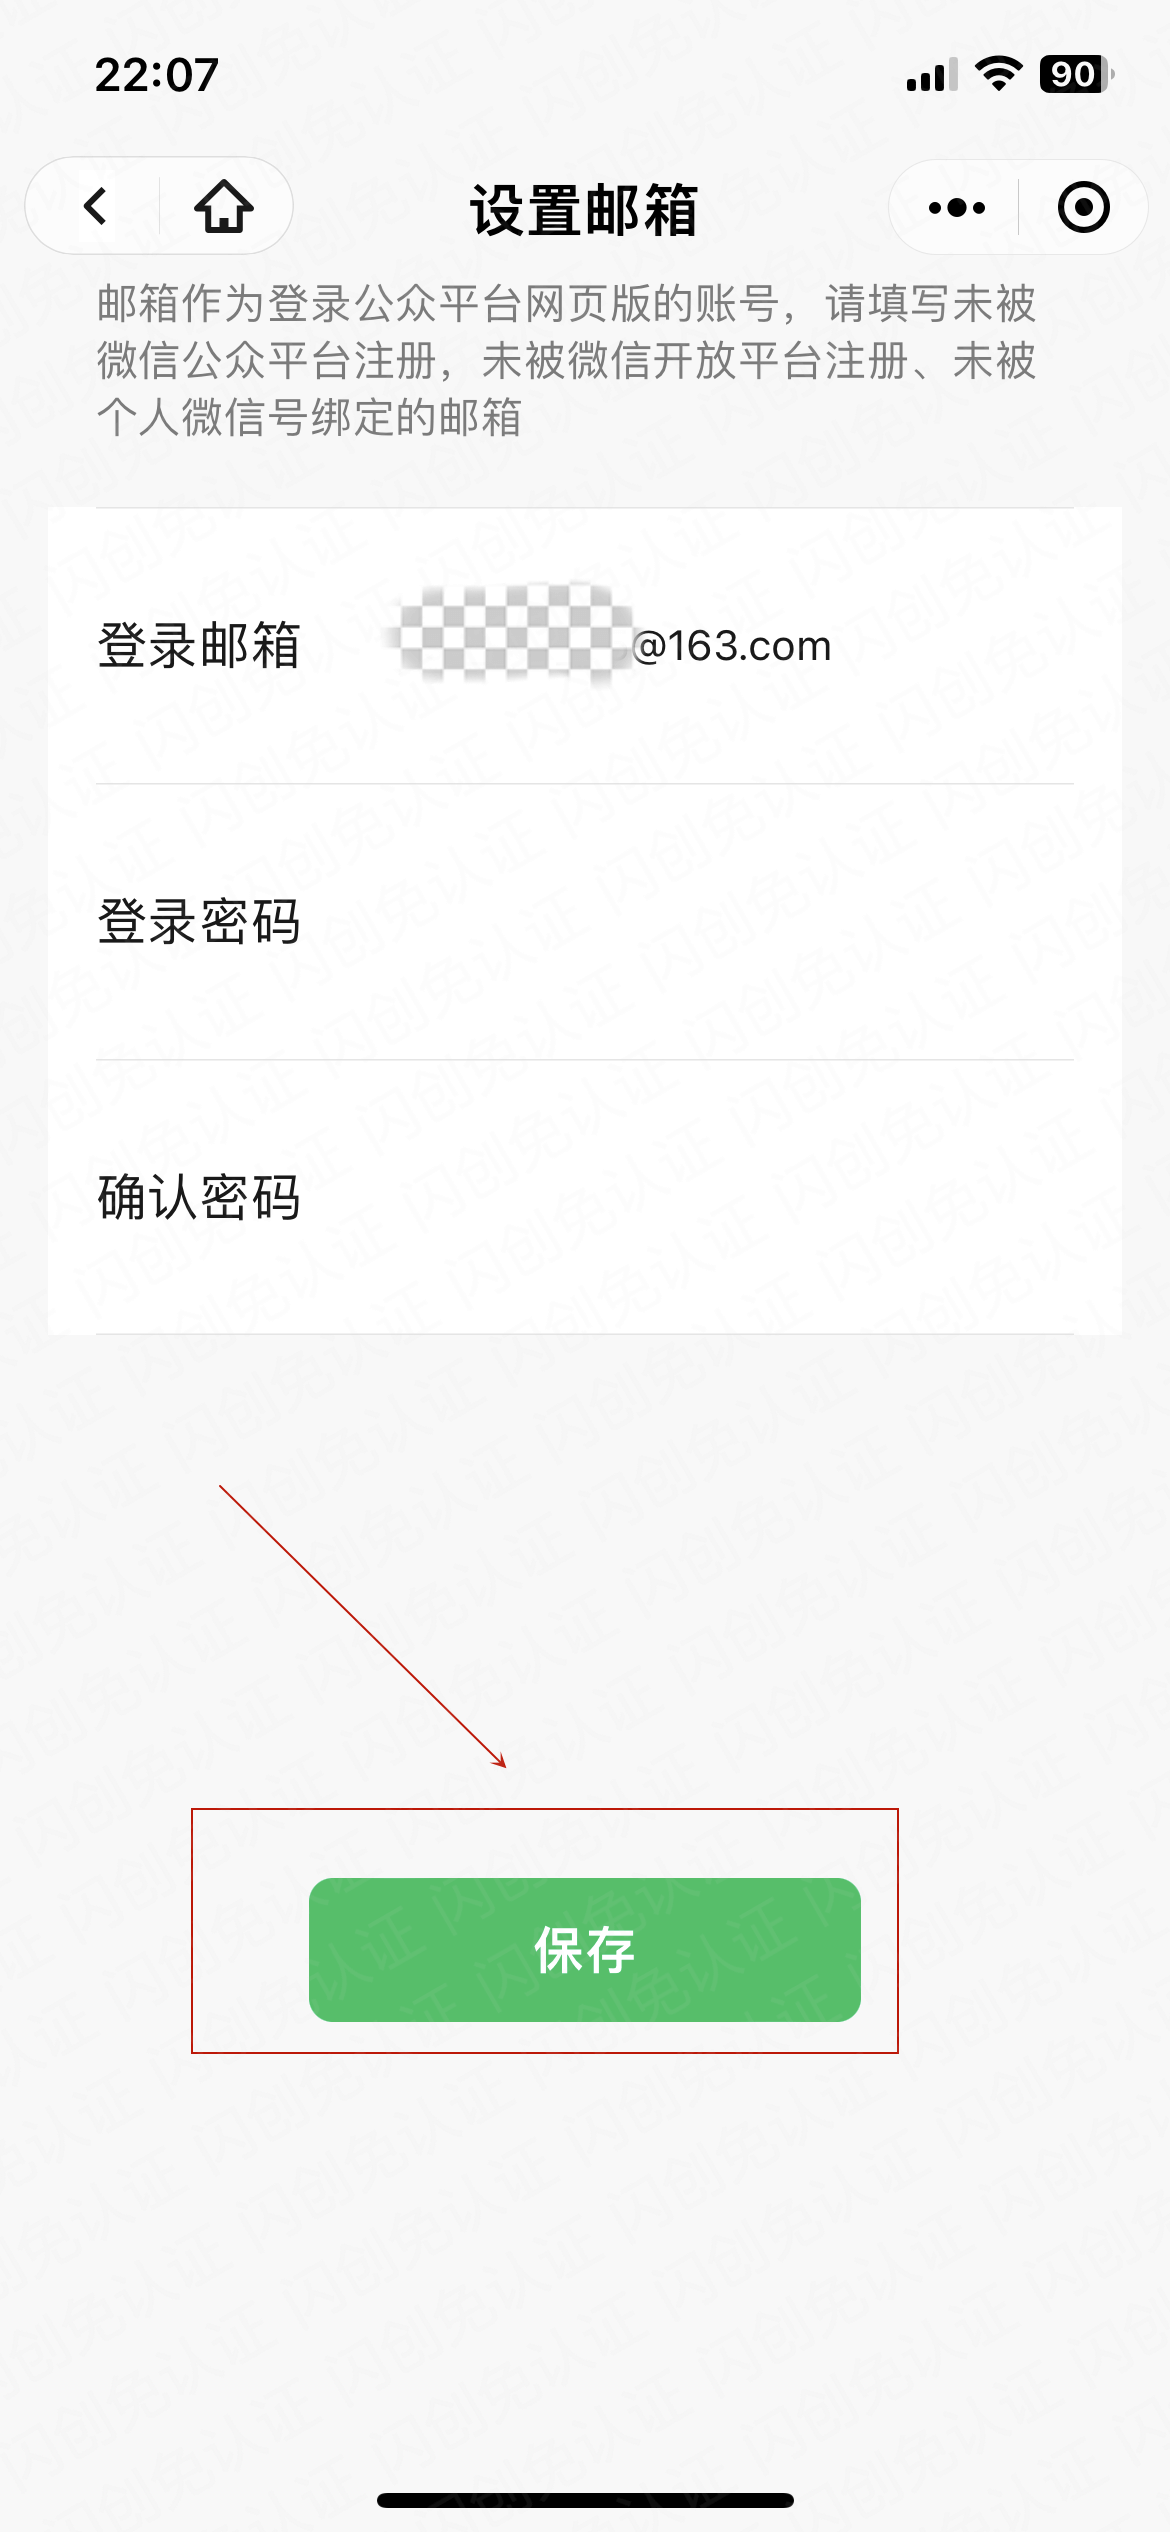 22:07
90
设置邮箱
邮箱作为登录公众平台网页版的账号，请填写未被
微信公众平台注册，未被微信开放平台注册、未被
个人微信号绑定的邮箱
登录邮箱 @163.com
登录密码
确认密码
保存
闪创免认证